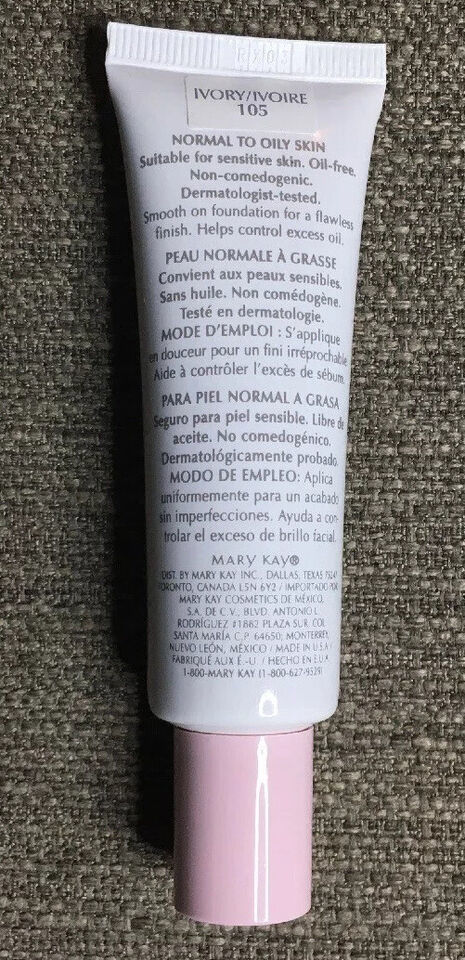 IVORY/IVOIRE
105
NORMAL TO OILY SKIN
Suitable for sensitive skin. Oil-free.
Non-comedogenic.
Dermatologist-tested.
Smooth on foundation for a flawless
finish. Helps control excess oil.
PEAU NORMALE À GRASSE
Convient aux peaux sensibles.
Sans huile. Non comédogène.
Testé en dermatologie.
MODE D'EMPLOI : S'applique
en douceur pour un fini irréprochable
Aide à contrôler l'excès de sébum.
PARA PIEL NORMAL A GRASA
Seguro para piel sensible. Libre de
aceite. No comedogénico.
Dermatológicamente probado.
MODO DE EMPLEO: Aplica
uniformemente para un acabado
sin imperfecciones. Ayuda a con-
trolar el exceso de brillo facial.
MARY KAY®
DIST. BY MARY KAY INC., DALLAS, TEXAS
TORONTO, CANADA L5N 6Y2 / IMPORTADO POR
MARY KAY COSMETICS DE MÉXICO,
S.A. DE C.V., BLVD. ANTONIO L.
RODRÍGUEZ #1882 PLAZA SUR, COL.
SANTA MARÍA C.P. 64650; MONTERREY,
NUEVO LEÓN, MÉXICO / MADE IN U.S.A /
FABRIQUÉ AUX É.-U. / HECHO EN E.U.A.
1-800-MARY KAY (1-800-627-9529)